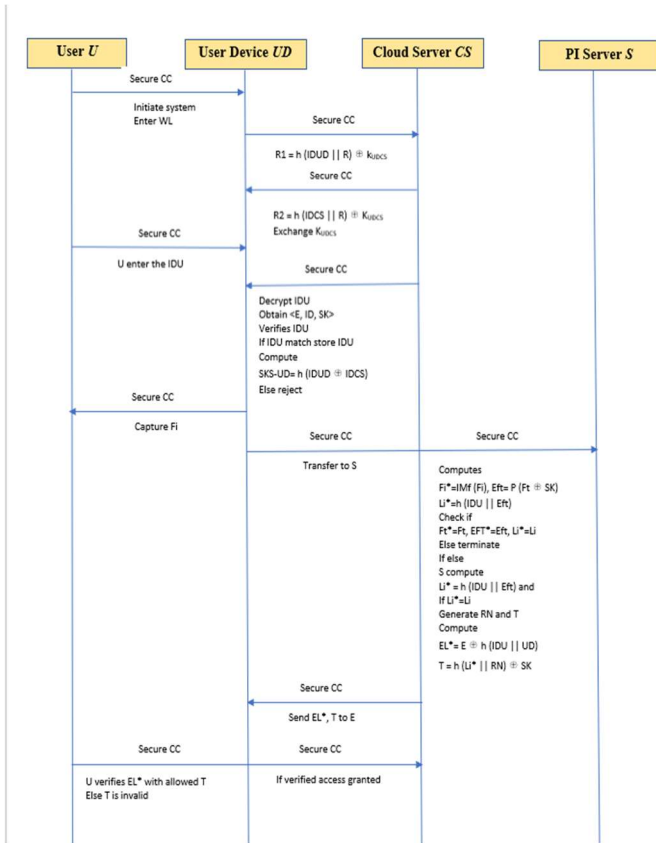 User U
User Device UD
Cloud Server CS
PI Server S
Secure CC
Initiate system
Enter WL
Secure CC
R1 = h (IDUD || R) ⊕ kUDCS
Secure CC
R2 = h (IDCS || R) ⊕ KUDCS
Exchange KUDCS
Secure CC
U enter the IDU
Secure CC
Decrypt IDU
Obtain <E, ID, SK>
Verifies IDU
If IDU match store IDU
Compute
SKS-UD= h (IDUD ⊕ IDCS)
Else reject
Secure CC
Capture Fi
Secure CC
Secure CC
Transfer to S
Computes
Fi*=IMf (Fi), Eft= P (Ft ⊕ SK)
Li*=h (IDU || Eft)
Check if
Ft*=Ft, EFT*=Eft, Li*=Li
Else terminate
If else
S compute
Li* = h (IDU || Eft) and
If Li*=Li
Generate RN and T
Compute
EL*= E ⊕ h (IDU || UD)
T = h (Li* || RN) ⊕ SK
Secure CC
Send EL*, T to E
Secure CC
Secure CC
U verifies EL* with allowed T
Else T is invalid
If verified access granted